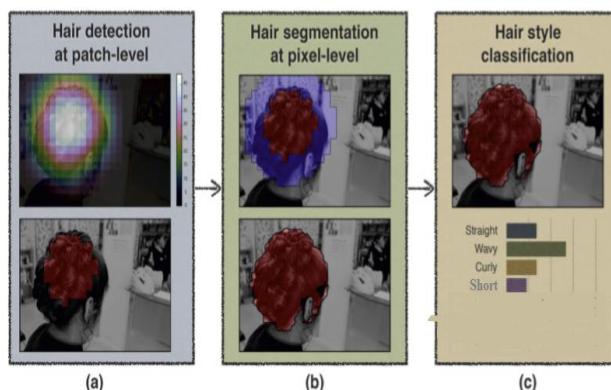 Hair detection
at patch-level
Hair segmentation
at pixel-level
Hair style
classification
Straight
Wavy
Curly
Short
(a)
(b)
(c)